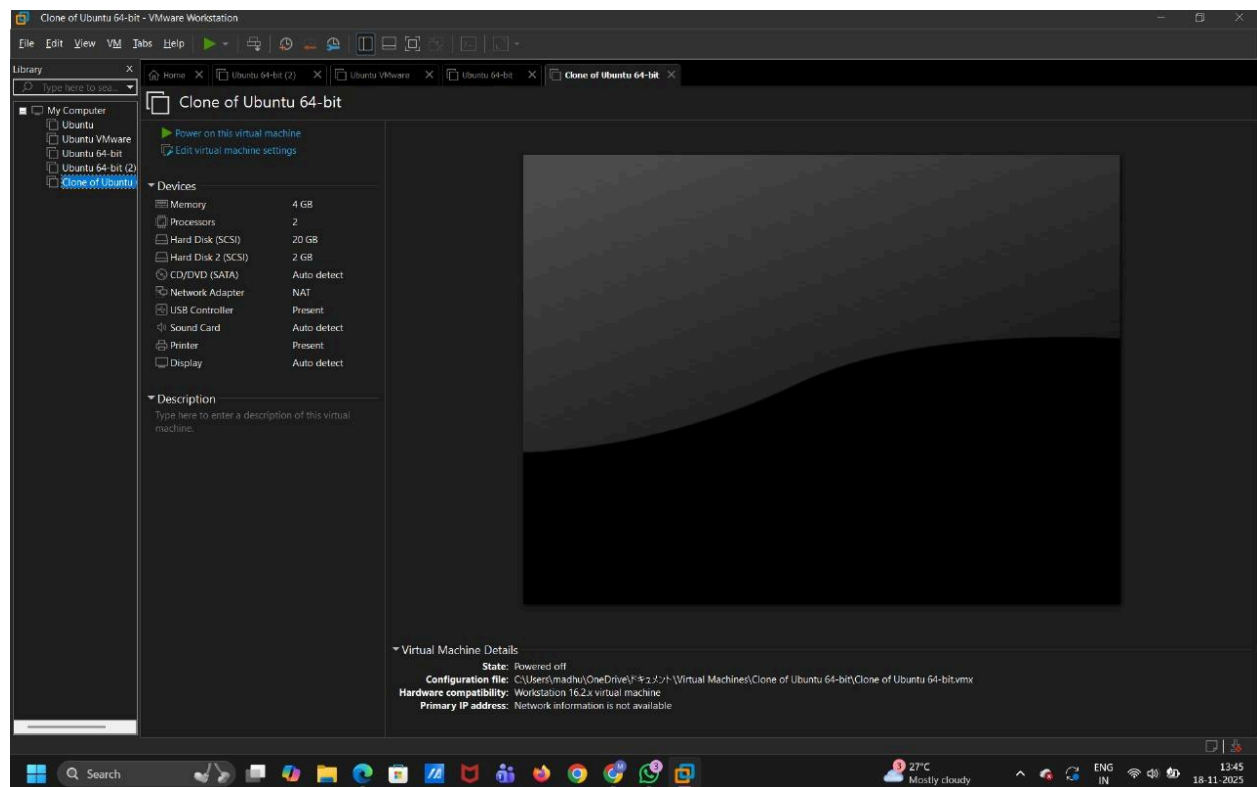 Clone of Ubuntu 64-bit - VMware Workstation
File Edit View VM Tabs Help
Library X
Type here to sea...
Home X Ubuntu 64-bit (2) X Ubuntu VMware X Ubuntu 64-bit X Clone of Ubuntu 64-bit X
My Computer
Ubuntu
Ubuntu VMware
Ubuntu 64-bit
Ubuntu 64-bit (2)
Clone of Ubuntu
Clone of Ubuntu 64-bit
Power on this virtual machine
Edit virtual machine settings
Devices
Memory 4 GB
Processors 2
Hard Disk (SCSI) 20 GB
Hard Disk 2 (SCSI) 2 GB
CD/DVD (SATA) Auto detect
Network Adapter NAT
USB Controller Present
Sound Card Auto detect
Printer Present
Display Auto detect
Description
Type here to enter a description of this virtual
machine.
Virtual Machine Details
State: Powered off
Configuration file: C:\Users\madhu\OneDrive\ドキュメント\Virtual Machines\Clone of Ubuntu 64-bit\Clone of Ubuntu 64-bit.vmx
Hardware compatibility: Workstation 16.2.x virtual machine
Primary IP address: Network information is not available
Search
M
3
3
27°C
Mostly cloudy
ENG
IN
13:45
18-11-2025